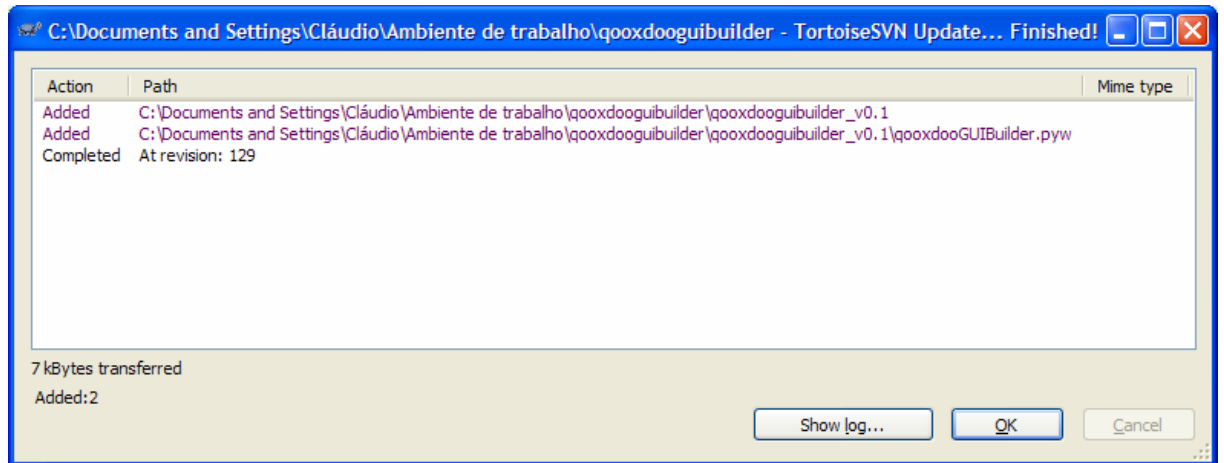 C:\Documents and Settings\Cláudio\Ambiente de trabalho\qooxdooguibuilder - TortoiseSVN Update... Finished!
Action Path Mime type
Added C:\Documents and Settings\Cláudio\Ambiente de trabalho\qooxdooguibuilder\qooxdooguibuilder_v0.1
Added C:\Documents and Settings\Cláudio\Ambiente de trabalho\qooxdooguibuilder\qooxdooguibuilder_v0.1\qooxdooGUIBuilder.pyw
Completed At revision: 129
7 kBytes transferred
Added:2
Show log... OK Cancel